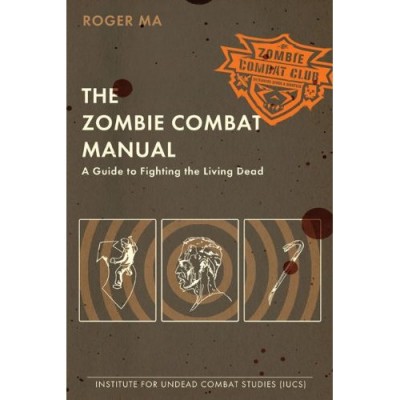 ROGER MA
ZOMBIE
COMBAT CLUB
THE
ZOMBIE COMBAT
MANUAL
A Guide to Fighting the Living Dead
INSTITUTE FOR UNDEAD COMBAT STUDIES (IUCS)